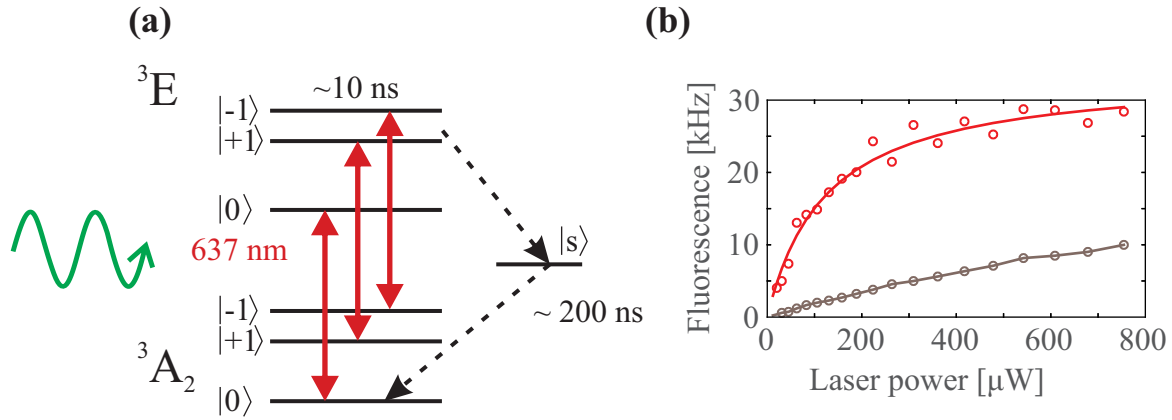 (a)
³E
~10 ns
|-1⟩
|+1⟩
|0⟩
637 nm
|s⟩
~ 200 ns
|-1⟩
|+1⟩
³A₂
|0⟩
(b)
Fluorescence [kHz]
30
20
10
0
0 200 400 600 800
Laser power [µW]